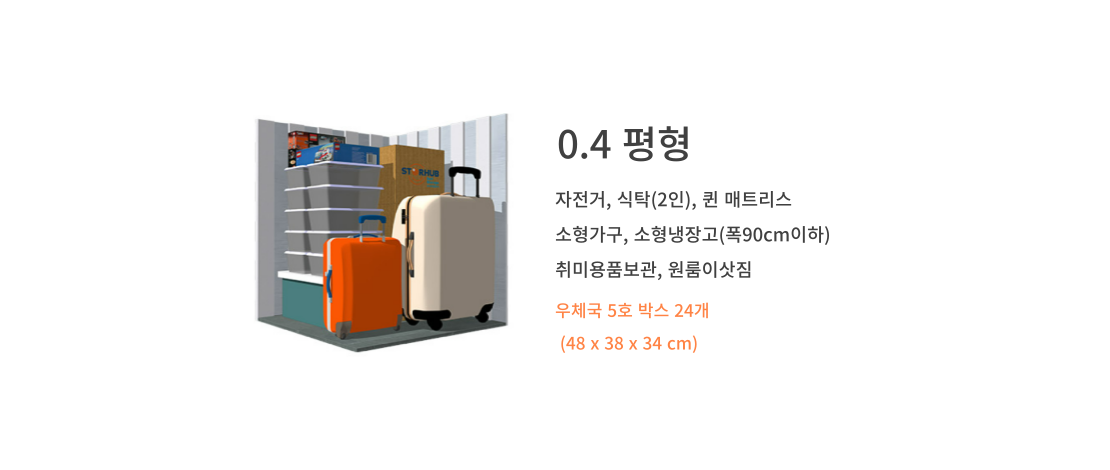 STORHUB
0.4 평형
자전거, 식탁(2인), 퀸 매트리스
소형가구, 소형냉장고(폭90cm이하)
취미용품보관, 원룸이삿짐
우체국 5호 박스 24개
(48 x 38 x 34 cm)